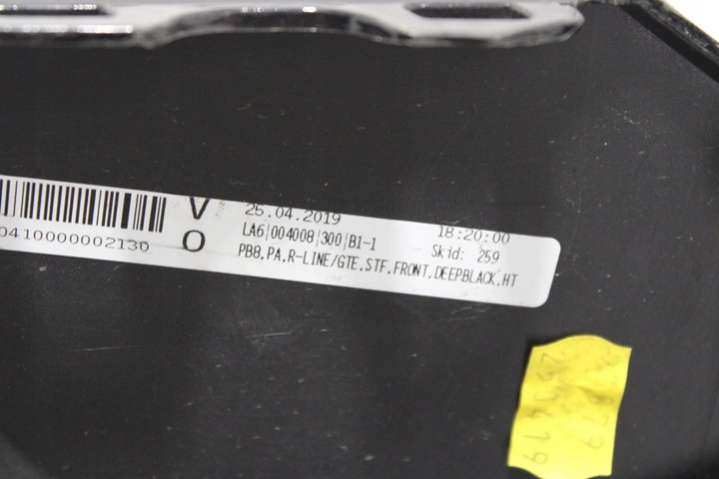 V 25.04.2019 18:20:00
O LA6|004008|300|B1-1 Skid: 259
0410000002130 PB8.PA.R-LINE/GTE.STF.FRONT.DEEPBLACK.HT